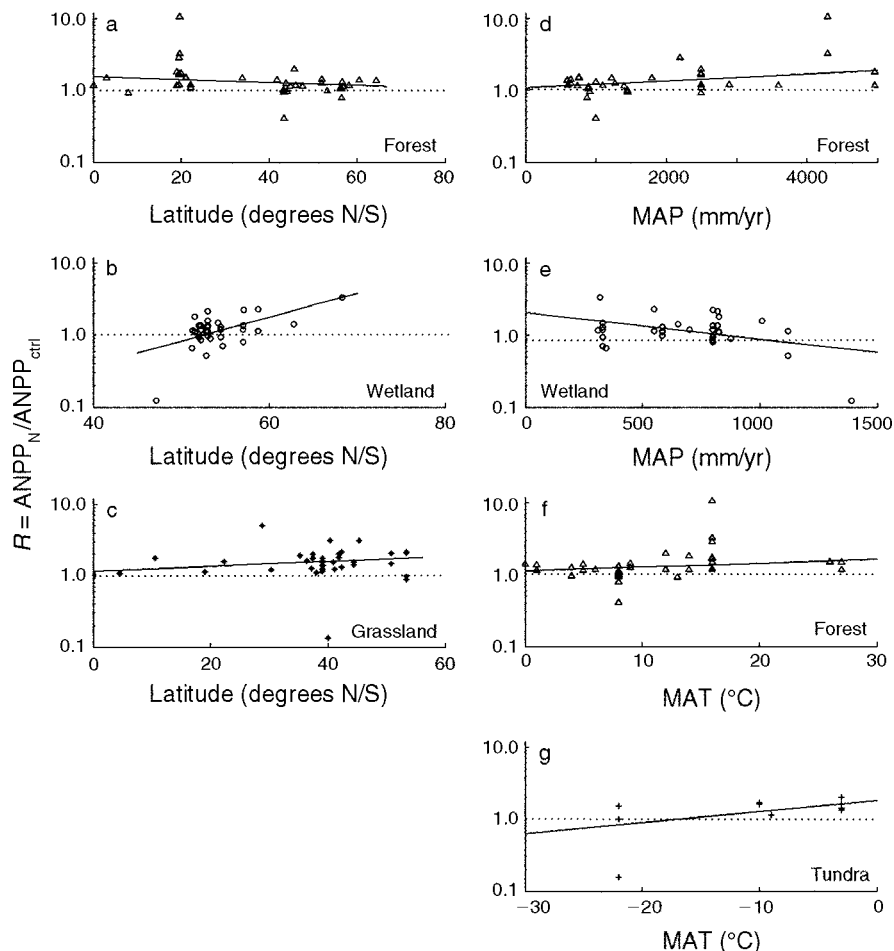 R = ANPP_N/ANPP_ctrl
a
10.0
1.0
0.1
Forest
0
20
40
60
80
Latitude (degrees N/S)
b
10.0
1.0
0.1
Wetland
40
60
80
Latitude (degrees N/S)
c
10.0
1.0
0.1
Grassland
0
20
40
60
Latitude (degrees N/S)
d
10.0
1.0
0.1
Forest
0
2000
4000
MAP (mm/yr)
e
10.0
1.0
0.1
Wetland
0
500
1000
1500
MAP (mm/yr)
f
10.0
1.0
0.1
Forest
0
10
20
30
MAT (°C)
g
10.0
1.0
0.1
Tundra
−30
−20
−10
0
MAT (°C)